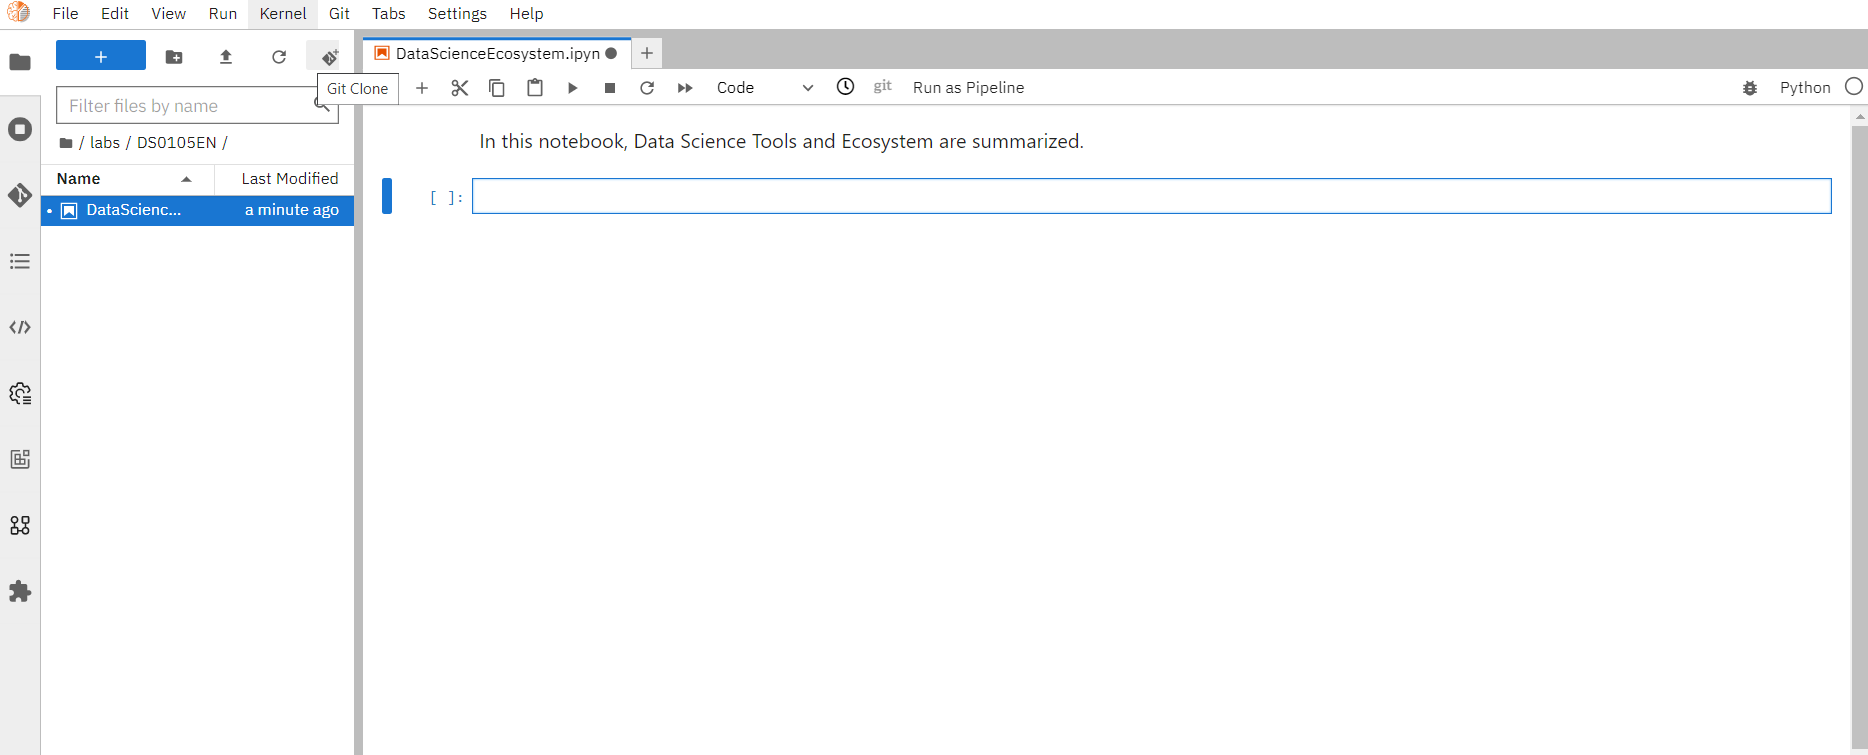 File Edit View Run Kernel Git Tabs Settings Help
DataScienceEcosystem.ipyn
Git Clone
Code
git
Run as Pipeline
Python
Filter files by name
/ labs / DS0105EN /
Name Last Modified
DataScienc... a minute ago
In this notebook, Data Science Tools and Ecosystem are summarized.
[ ]: